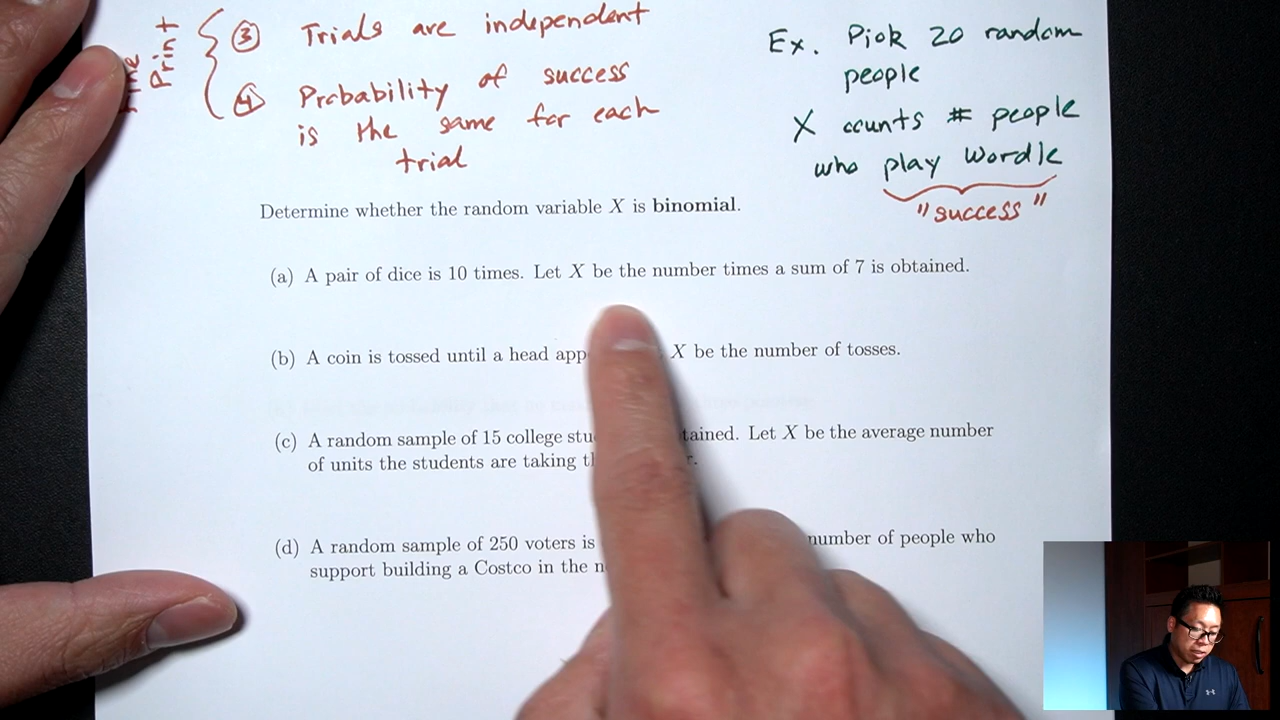 Fine Print
③ Trials are independent
④ Probability of success
is the same for each
trial
Ex. Pick 20 random
people
X counts # people
who play Wordle
"success"
Determine whether the random variable X is binomial.
(a) A pair of dice is 10 times. Let X be the number times a sum of 7 is obtained.
(b) A coin is tossed until a head app X be the number of tosses.
(c) A random sample of 15 college stu tained. Let X be the average number
of units the students are taking t r.
(d) A random sample of 250 voters is number of people who
support building a Costco in the n